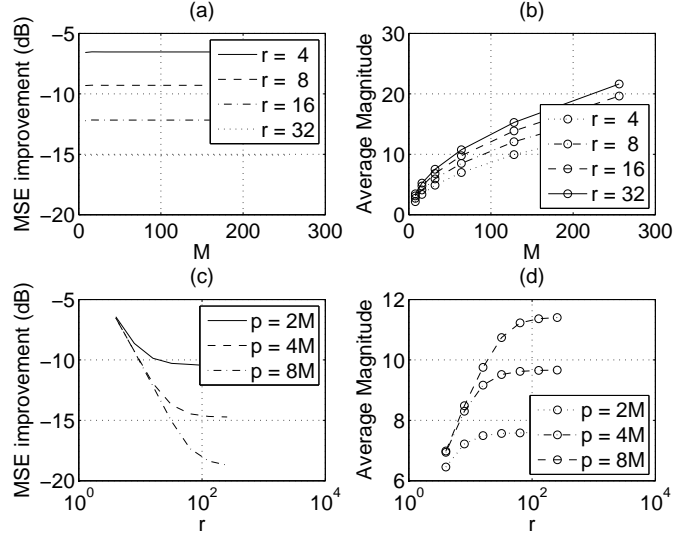 (a)
MSE improvement (dB)
−5
−10
−15
−20
0 100 200 300
M
r = 4
r = 8
r = 16
r = 32
(b)
Average Magnitude
30
20
10
0
0 100 200 300
M
r = 4
r = 8
r = 16
r = 32
(c)
MSE improvement (dB)
−5
−10
−15
−20
10^0 10^2 10^4
r
p = 2M
p = 4M
p = 8M
(d)
Average Magnitude
12
10
8
6
10^0 10^2 10^4
r
p = 2M
p = 4M
p = 8M